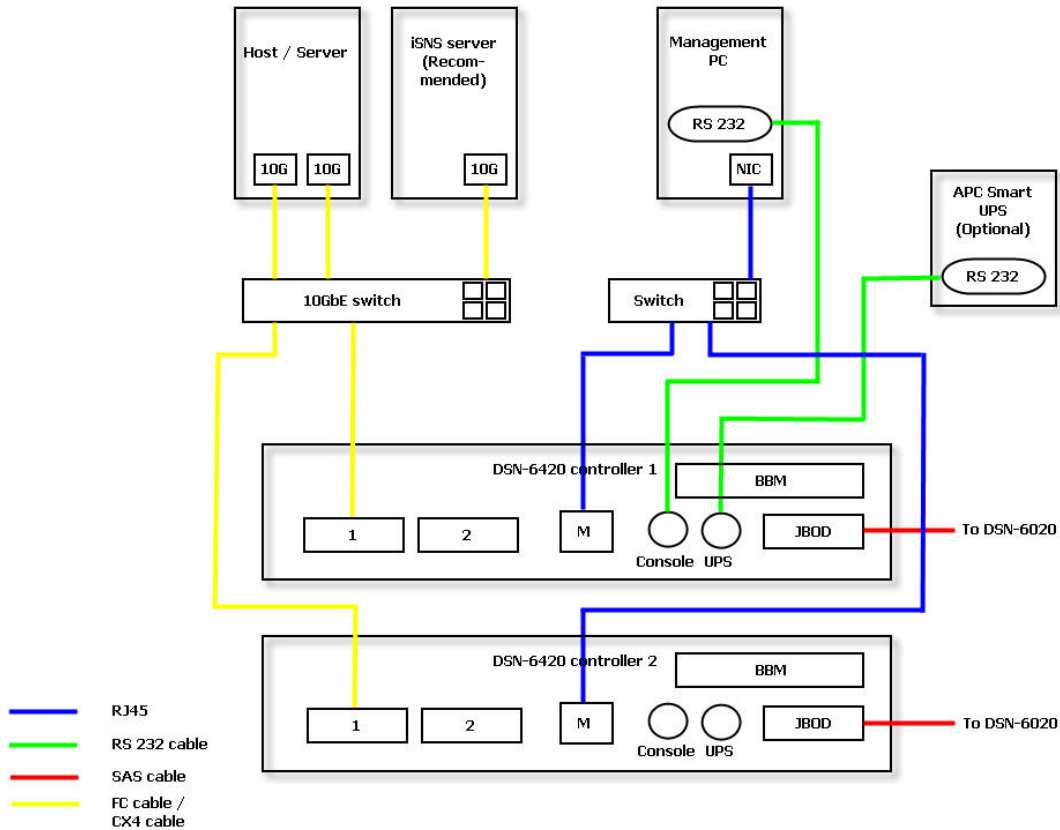 Host / Server
iSNS server
(Recom-
mended)
Management
PC
RS 232
10G
10G
10G
NIC
APC Smart
UPS
(Optional)
RS 232
10GbE switch
Switch
DSN-6420 controller 1
BBM
1
2
M
JBOD
To DSN-6020
Console
UPS
DSN-6420 controller 2
BBM
1
2
M
JBOD
To DSN-6020
Console
UPS
RJ45
RS 232 cable
SAS cable
FC cable /
CX4 cable